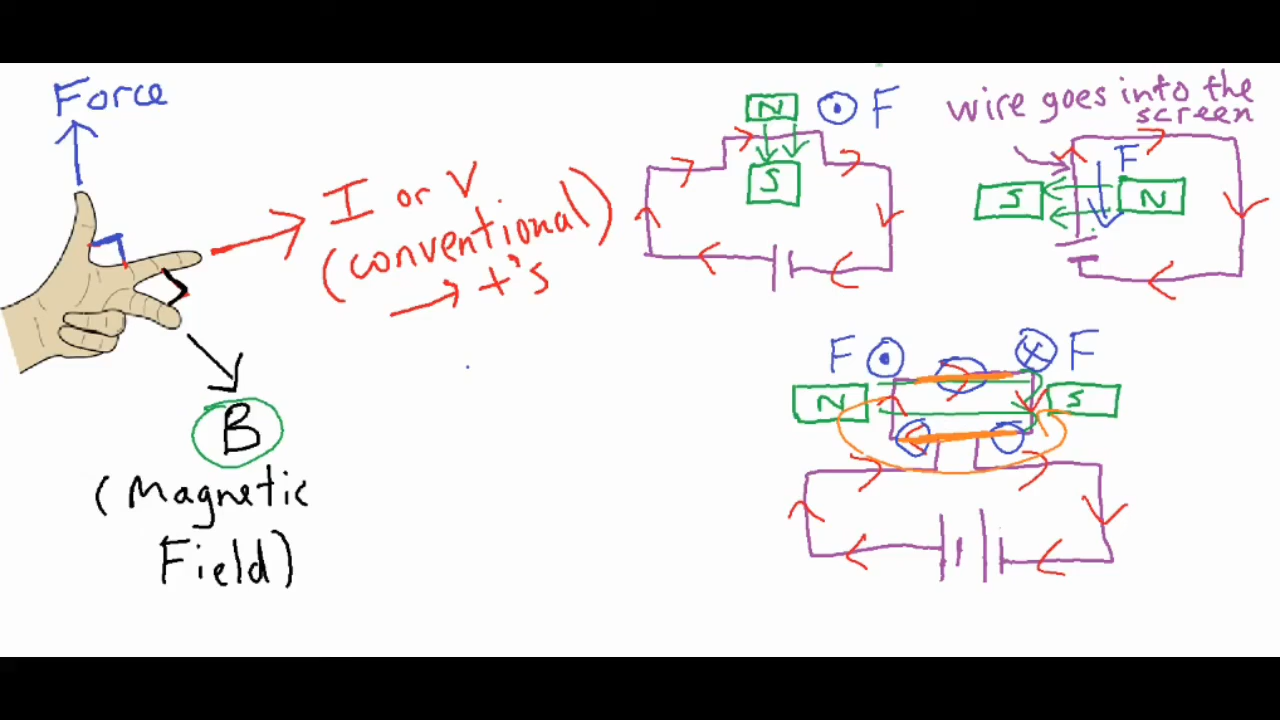 Force
I or V
(conventional)
→ +'s
B
(Magnetic
Field)
N
S
F
wire goes into the
screen
F
S
N
F
F
N
S